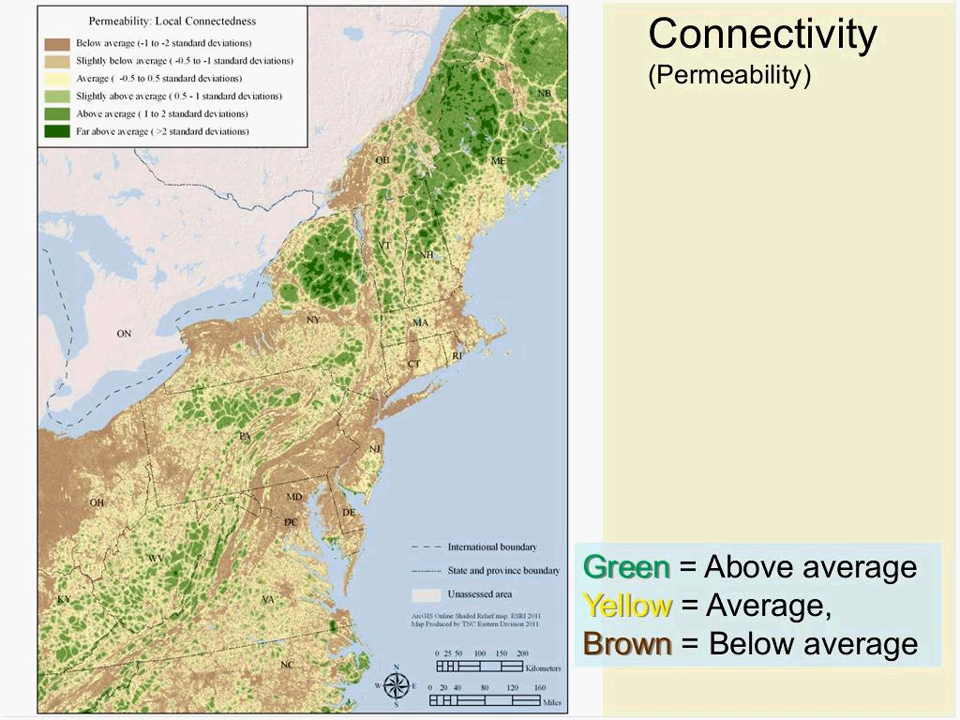 Permeability: Local Connectedness
Below average (-1 to -2 standard deviations)
Slightly below average ( -0.5 to -1 standard deviations)
Average ( -0.5 to 0.5 standard deviations)
Slightly above average ( 0.5 - 1 standard deviations)
Above average ( 1 to 2 standard deviations)
Far above average ( >2 standard deviations)
Connectivity
(Permeability)
NB
QB
ME
VT
NH
ON
NY
MA
CT
RI
PA
NJ
OH
MD
DE
DC
WV
KY
VA
NC
International boundary
State and province boundary
Unassessed area
ArcGIS Online Shaded Relief map: ESRI 2011
Map Produced by TNC Eastern Division 2011
0 25 50 100 150 200
Kilometers
0 20 40 80 120 160
Miles
N
W E
S
Green = Above average
Yellow = Average,
Brown = Below average